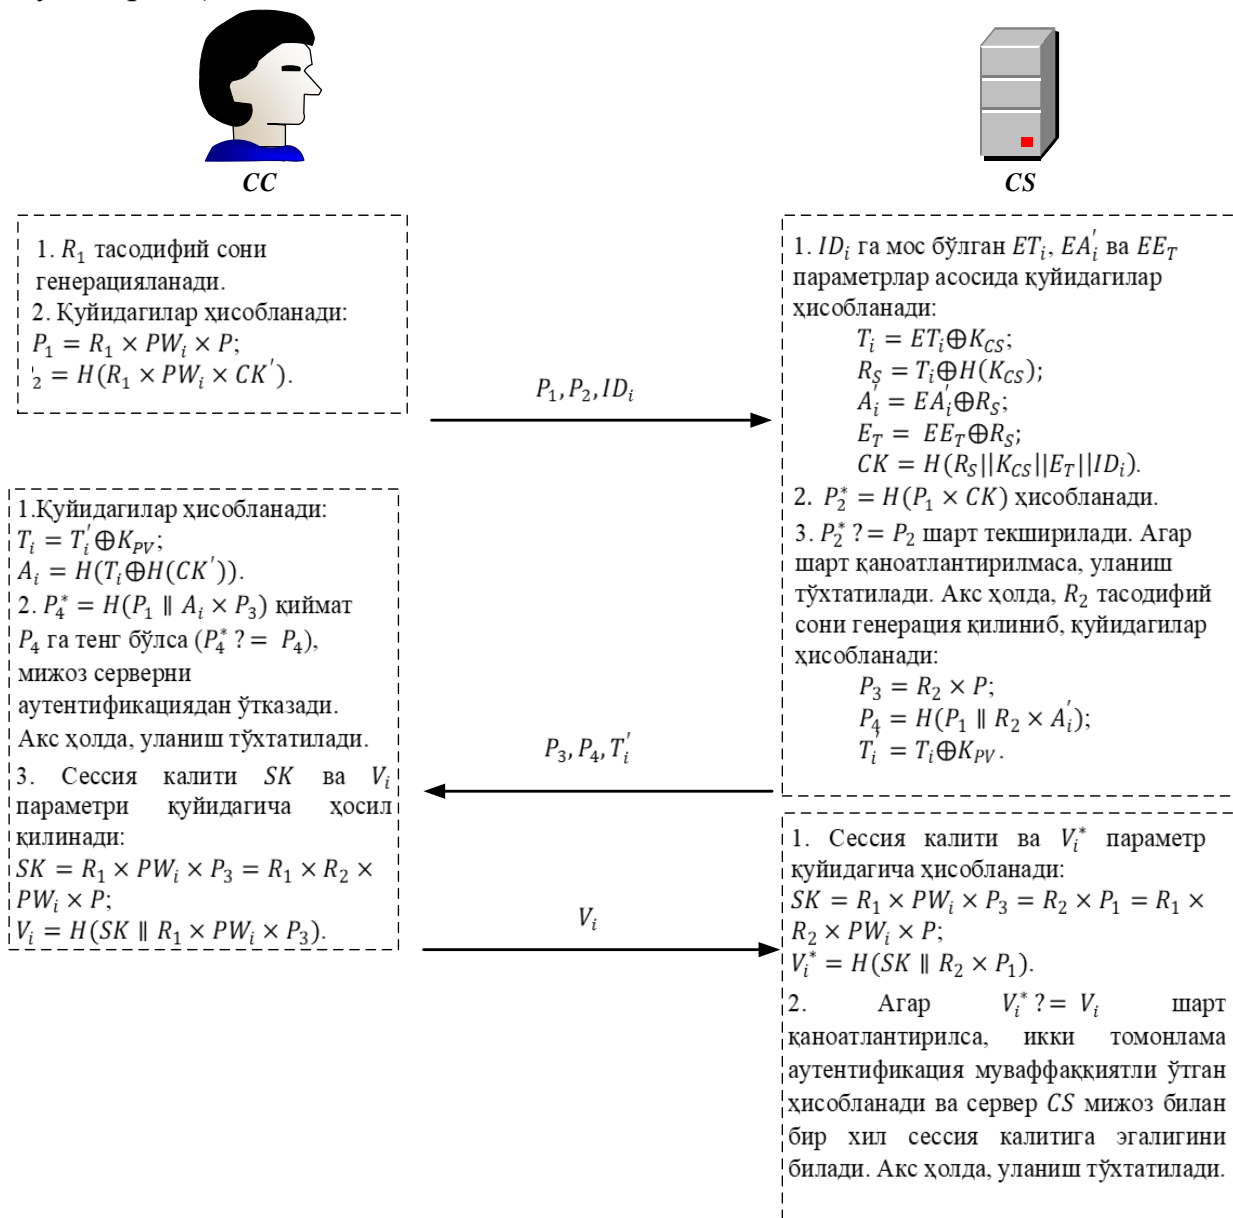 CC
CS
1. R₁ тасодифий сони
генерацияланади.
2. Қуйидагилар ҳисобланади:
P₁ = R₁ × PWᵢ × P;
₂ = H(R₁ × PWᵢ × CK′).
P₁, P₂, IDᵢ
1. IDᵢ га мос бўлган ETᵢ, EAᵢ′ ва EE_T
параметрлар асосида қуйидагилар
ҳисобланади:
Tᵢ = ETᵢ⊕K_CS;
R_S = Tᵢ⊕H(K_CS);
Aᵢ′ = EAᵢ′⊕R_S;
E_T = EE_T⊕R_S;
CK = H(R_S||K_CS||E_T||IDᵢ).
2. P₂* = H(P₁ × CK) ҳисобланади.
3. P₂* ? = P₂ шарт текширилади. Агар
шарт қаноатлантирилмаса, уланиш
тўхтатилади. Акс ҳолда, R₂ тасодифий
сони генерация қилиниб, қуйидагилар
ҳисобланади:
P₃ = R₂ × P;
P₄ = H(P₁ ∥ R₂ × Aᵢ′);
Tᵢ′ = Tᵢ⊕K_PV.
P₃, P₄, Tᵢ′
1.Қуйидагилар ҳисобланади:
Tᵢ = Tᵢ′⊕K_PV;
Aᵢ = H(Tᵢ⊕H(CK′)).
2. P₄* = H(P₁ ∥ Aᵢ × P₃) қиймат
P₄ га тенг бўлса (P₄* ? = P₄),
мижоз серверни
аутентификациядан ўтказади.
Акс ҳолда, уланиш тўхтатилади.
3. Сессия калити SK ва Vᵢ
параметри қуйидагича ҳосил
қилинади:
SK = R₁ × PWᵢ × P₃ = R₁ × R₂ ×
PWᵢ × P;
Vᵢ = H(SK ∥ R₁ × PWᵢ × P₃).
Vᵢ
1. Сессия калити ва Vᵢ* параметр
қуйидагича ҳисобланади:
SK = R₁ × PWᵢ × P₃ = R₂ × P₁ = R₁ ×
R₂ × PWᵢ × P;
Vᵢ* = H(SK ∥ R₂ × P₁).
2. Агар Vᵢ* ? = Vᵢ шарт
қаноатлантирилса, икки томонлама
аутентификация муваффаққиятли ўтган
ҳисобланади ва сервер CS мижоз билан
бир хил сессия калитига эгалигини
билади. Акс ҳолда, уланиш тўхтатилади.